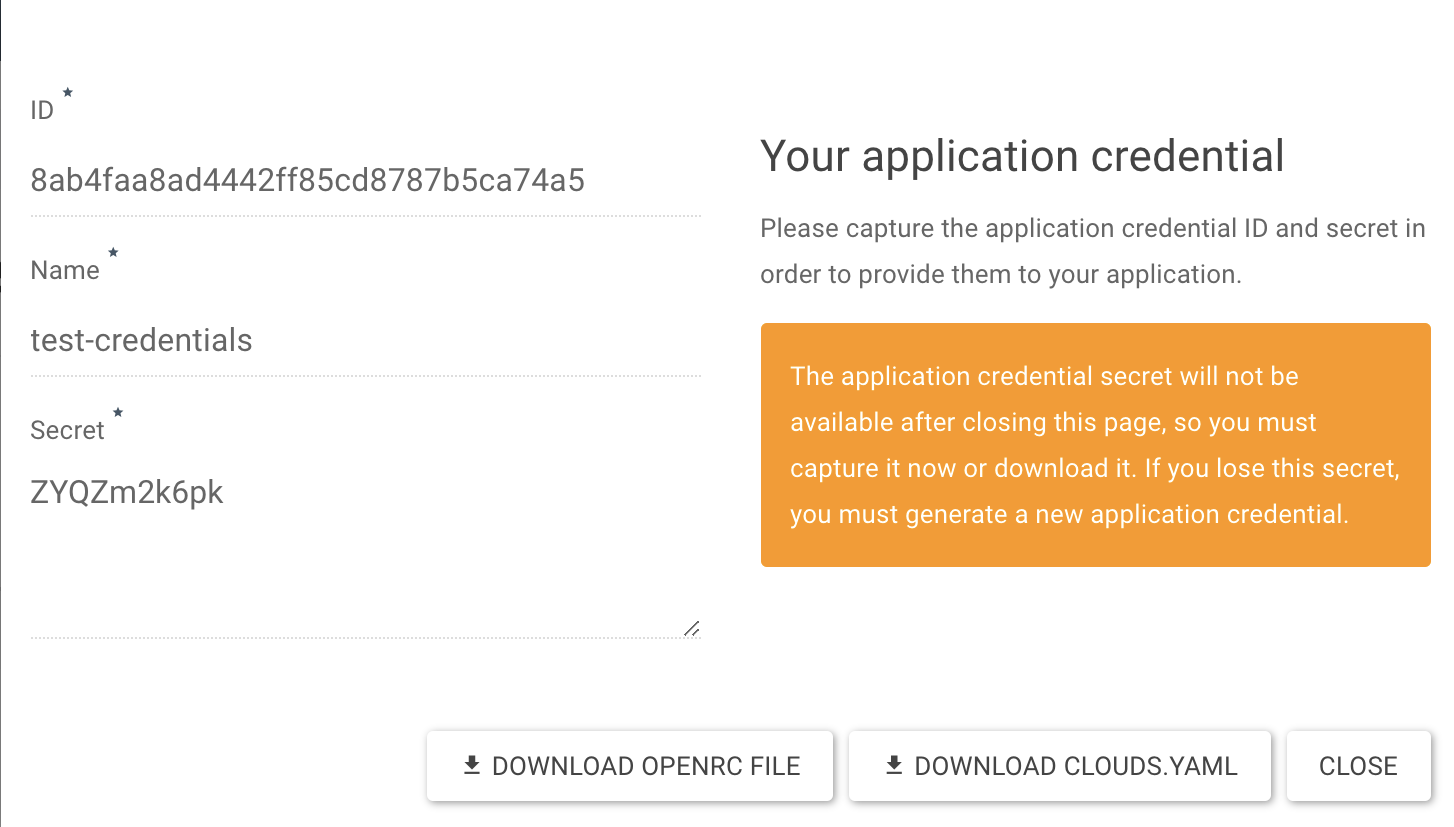 ID *
8ab4faa8ad4442ff85cd8787b5ca74a5
Name *
test-credentials
Secret *
ZYQZm2k6pk
Your application credential
Please capture the application credential ID and secret in
order to provide them to your application.
The application credential secret will not be
available after closing this page, so you must
capture it now or download it. If you lose this secret,
you must generate a new application credential.
DOWNLOAD OPENRC FILE
DOWNLOAD CLOUDS.YAML
CLOSE